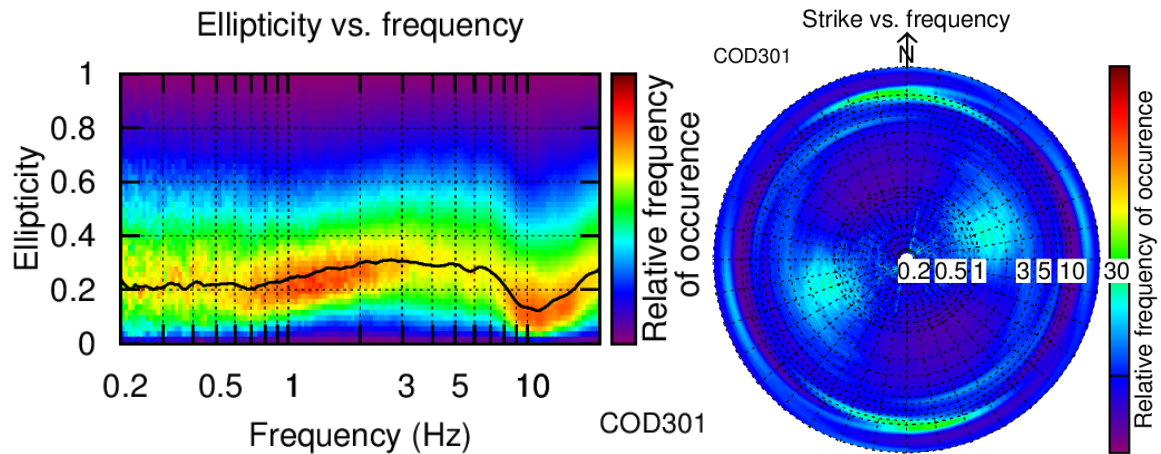 Ellipticity vs. frequency
Ellipticity
1
0.8
0.6
0.4
0.2
0
0.2 0.5 1 3 5 10
Frequency (Hz)
Relative frequency
of occurence
COD301
Strike vs. frequency
COD301
N
0.2 0.5 1 3 5 10 30
Relative frequency of occurence